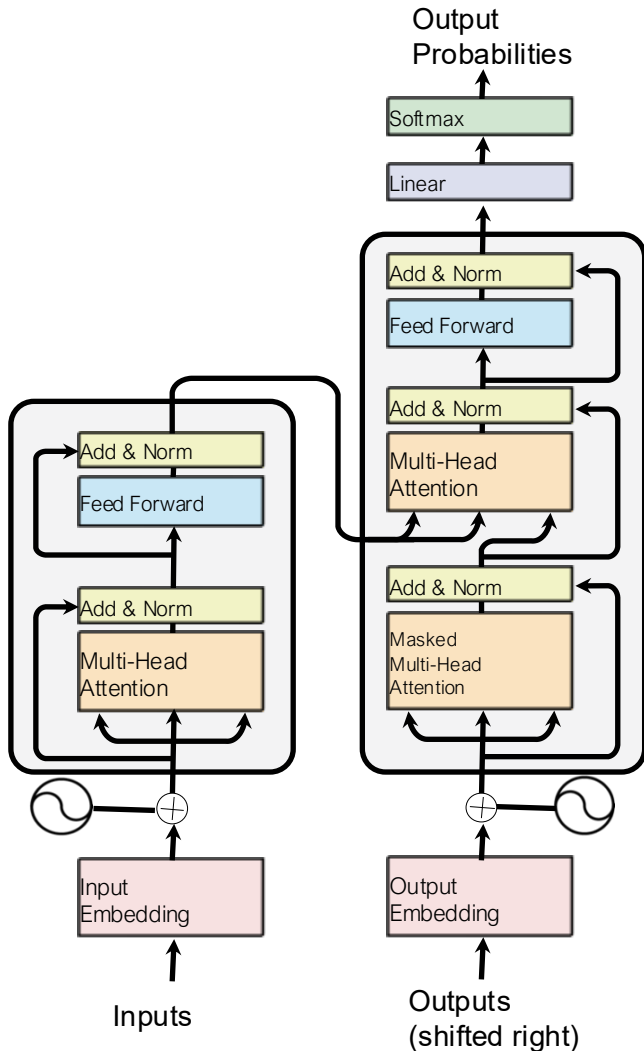 Output
Probabilities
Softmax
Linear
Add & Norm
Feed Forward
Add & Norm
Multi-Head
Attention
Add & Norm
Masked
Multi-Head
Attention
Add & Norm
Feed Forward
Add & Norm
Multi-Head
Attention
Input
Embedding
Output
Embedding
Inputs
Outputs
(shifted right)